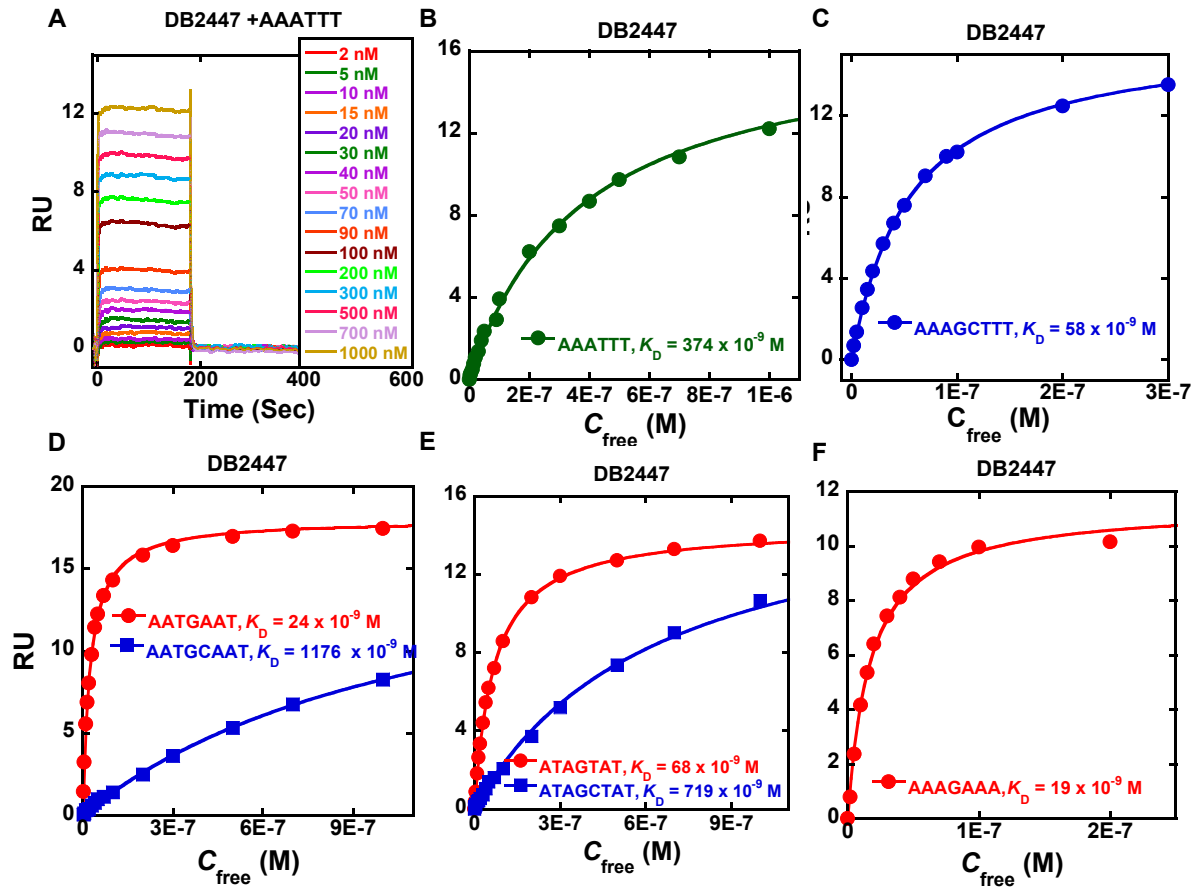 A
DB2447 +AAATTT
12
8
4
0
RU
0
200
400
600
Time (Sec)
2 nM
5 nM
10 nM
15 nM
20 nM
30 nM
40 nM
50 nM
70 nM
90 nM
100 nM
200 nM
300 nM
500 nM
700 nM
1000 nM
B
DB2447
16
12
8
4
0
AAATTT, KD = 374 x 10-9 M
0
2E-7
4E-7
6E-7
8E-7
1E-6
Cfree (M)
C
DB2447
16
12
8
4
0
AAAGCTTT, KD = 58 x 10-9 M
0
1E-7
2E-7
3E-7
Cfree (M)
D
DB2447
20
15
10
5
0
RU
AATGAAT, KD = 24 x 10-9 M
AATGCAAT, KD = 1176 x 10-9 M
0
3E-7
6E-7
9E-7
Cfree (M)
E
DB2447
16
12
8
4
0
ATAGTAT, KD = 68 x 10-9 M
ATAGCTAT, KD = 719 x 10-9 M
0
3E-7
6E-7
9E-7
Cfree (M)
F
DB2447
12
10
8
6
4
2
0
AAAGAAA, KD = 19 x 10-9 M
0
1E-7
2E-7
Cfree (M)